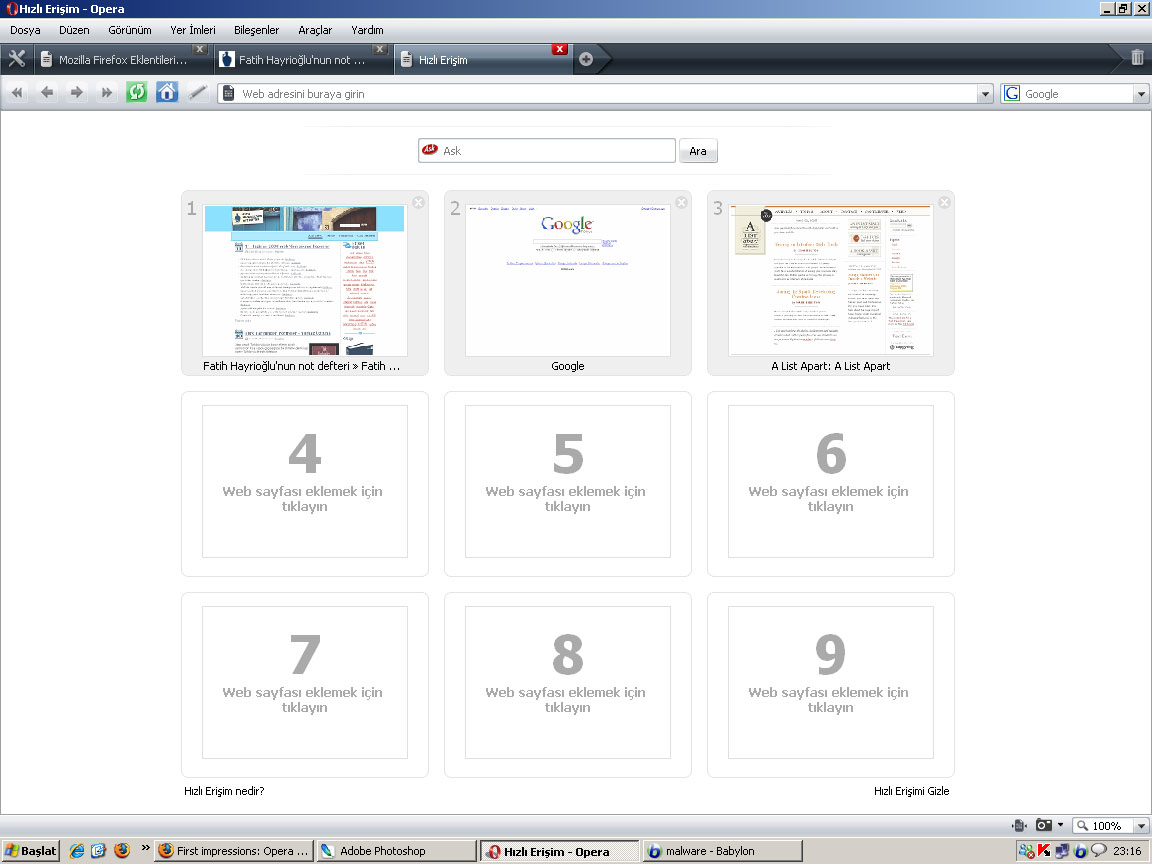 Hızlı Erişim - Opera
Dosya Düzen Görünüm Yer İmleri Bileşenler Araçlar Yardım
Mozilla Firefox Eklentileri... Fatih Hayrioğlu'nun not ... Hızlı Erişim
Web adresini buraya girin Google
Ask Ask Ara
1 2 3
Google
Fatih Hayrioğlu'nun not defteri » Fatih ... Google A List Apart: A List Apart
4 5 6
Web sayfası eklemek için Web sayfası eklemek için Web sayfası eklemek için
tıklayın tıklayın tıklayın
7 8 9
Web sayfası eklemek için Web sayfası eklemek için Web sayfası eklemek için
tıklayın tıklayın tıklayın
Hızlı Erişim nedir? Hızlı Erişimi Gizle
100%
Başlat » First impressions: Opera ... Adobe Photoshop Hızlı Erişim - Opera malware - Babylon 23:16